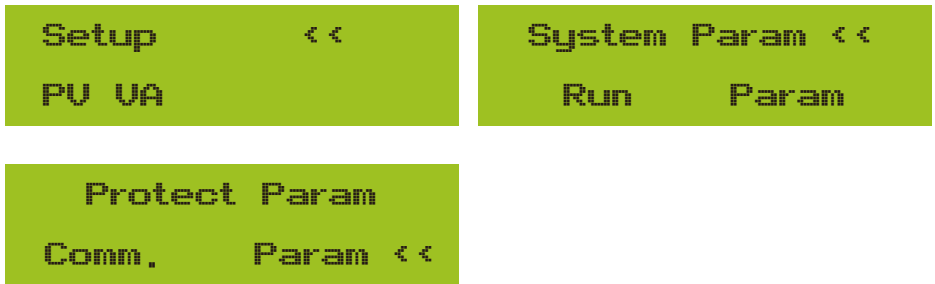 Setup <<
PV VA
System Param <<
Run Param
Protect Param
Comm. Param <<